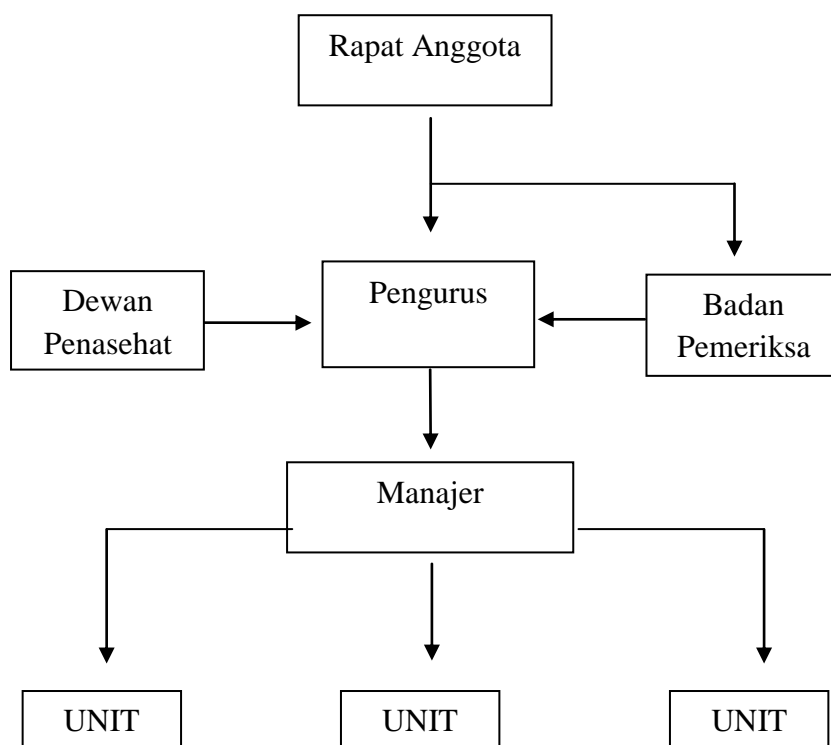 Rapat Anggota
Dewan
Penasehat
Pengurus
Badan
Pemeriksa
Manajer
UNIT
UNIT
UNIT